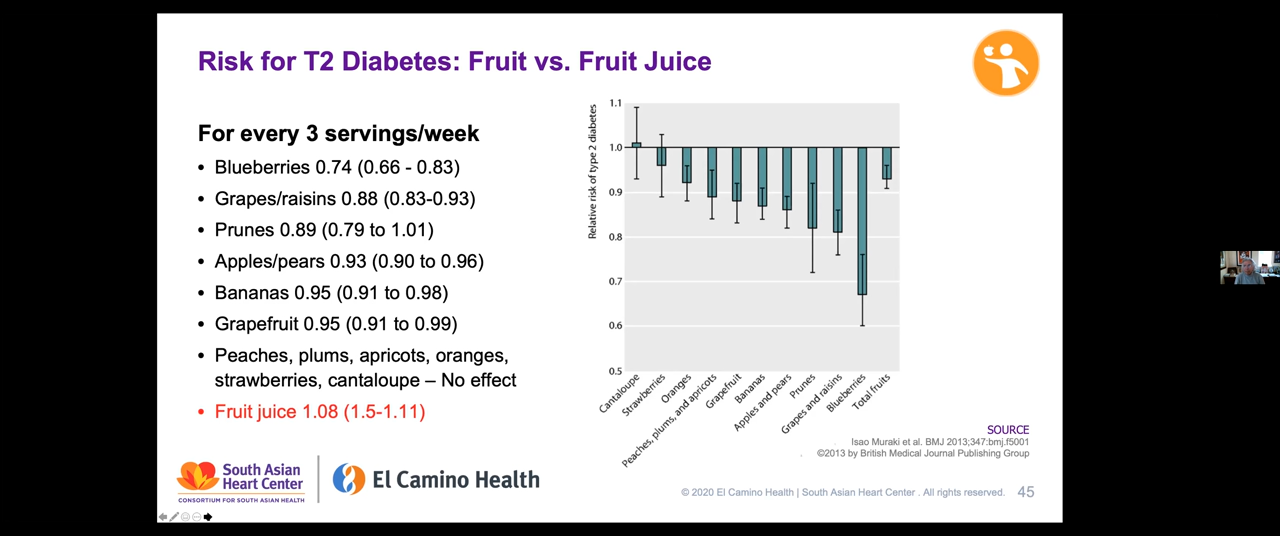 Risk for T2 Diabetes: Fruit vs. Fruit Juice
For every 3 servings/week
• Blueberries 0.74 (0.66 - 0.83)
• Grapes/raisins 0.88 (0.83-0.93)
• Prunes 0.89 (0.79 to 1.01)
• Apples/pears 0.93 (0.90 to 0.96)
• Bananas 0.95 (0.91 to 0.98)
• Grapefruit 0.95 (0.91 to 0.99)
• Peaches, plums, apricots, oranges,
strawberries, cantaloupe – No effect
• Fruit juice 1.08 (1.5-1.11)
Relative risk of type 2 diabetes
1.1
1.0
0.9
0.8
0.7
0.6
0.5
Cantaloupe
Strawberries
Oranges
Peaches, plums, and apricots
Grapefruit
Bananas
Apples and pears
Prunes
Grapes and raisins
Blueberries
Total fruits
SOURCE
Isao Muraki et al. BMJ 2013;347:bmj.f5001
©2013 by British Medical Journal Publishing Group
South Asian
Heart Center
CONSORTIUM FOR SOUTH ASIAN HEALTH
El Camino Health
© 2020 El Camino Health | South Asian Heart Center . All rights reserved.
45